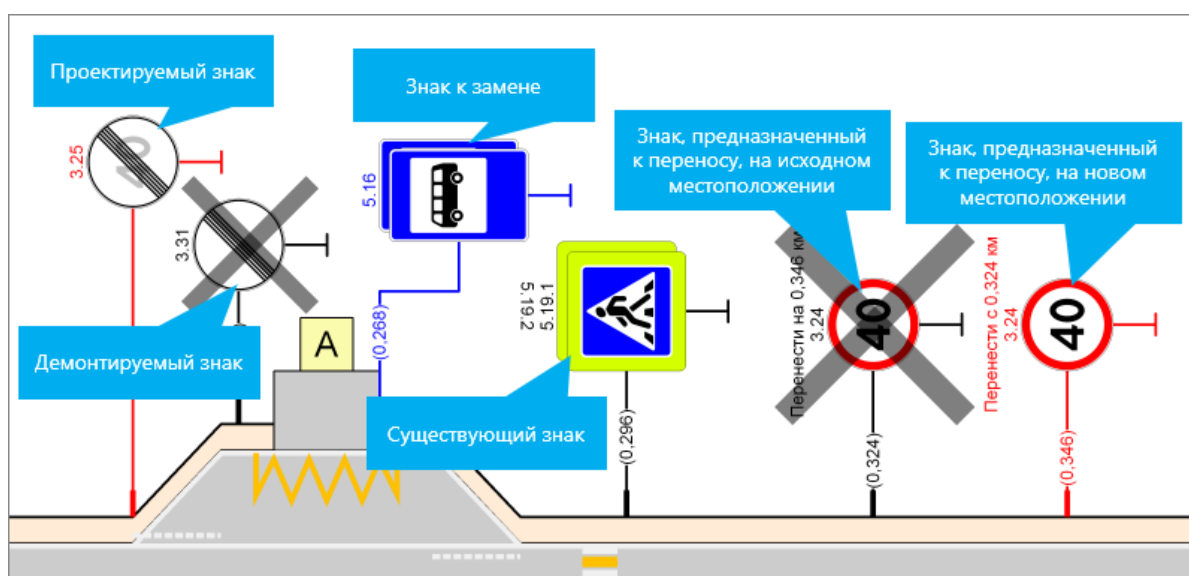 Проектируемый знак
40
3.25
3.31
Демонтируемый знак
A
Знак к замене
5.16
(0,268)
5.19.1
5.19.2
Существующий знак
(0,296)
Знак, предназначенный
к переносу, на исходном
местоположении
Перенести на 0,346 км
3.24
40
(0,324)
Знак, предназначенный
к переносу, на новом
местоположении
Перенести с 0,324 км
3.24
40
(0,346)